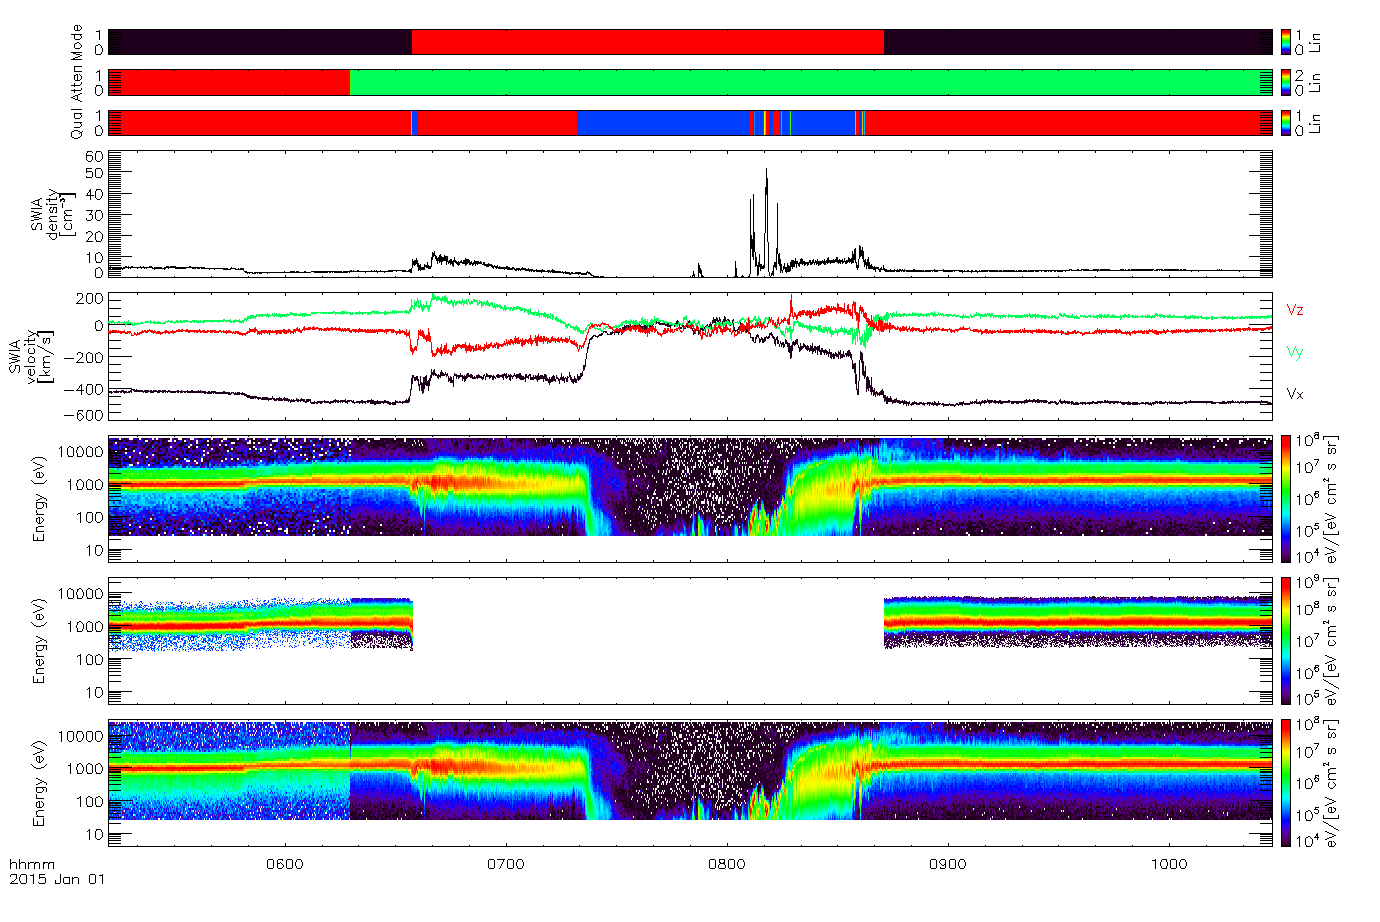 Mode
1
0
1
0
Lin
Atten
1
0
2
0
Lin
Qual
1
0
1
0
Lin
SWIA
density
[cm⁻³]
60
50
40
30
20
10
0
SWIA
velocity
[km/s]
200
0
−200
−400
−600
Vz
Vy
Vx
Energy (eV)
10000
1000
100
10
10⁸
10⁷
10⁶
10⁵
10⁴
eV/[eV cm² s sr]
Energy (eV)
10000
1000
100
10
10⁹
10⁸
10⁷
10⁶
10⁵
eV/[eV cm² s sr]
Energy (eV)
10000
1000
100
10
10⁸
10⁷
10⁶
10⁵
10⁴
eV/[eV cm² s sr]
0600 0700 0800 0900 1000
hhmm
2015 Jan 01